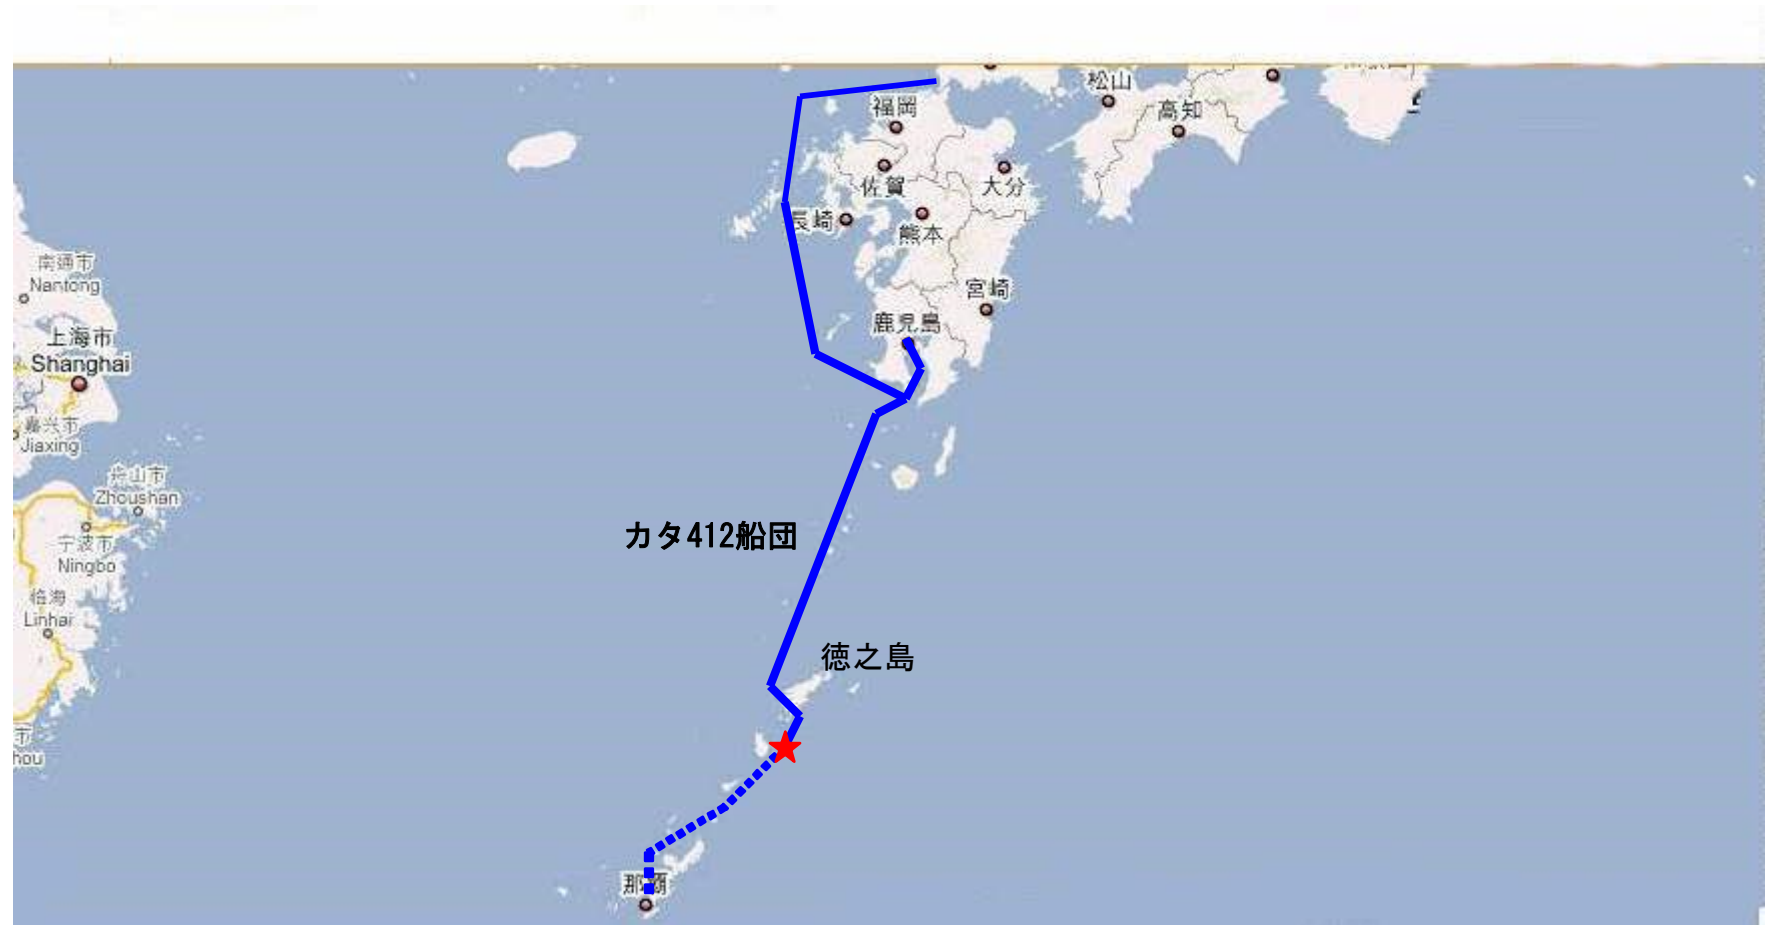 松山
福岡
高知
佐賀
大分
長崎
熊本
南通市
Nantong
宮崎
鹿児島
上海市
Shanghai
嘉兴市
Jiaxing
舟山市
Zhoushan
カタ412船団
宁波市
Ningbo
临海
Linhai
徳之島
市
hou
那覇